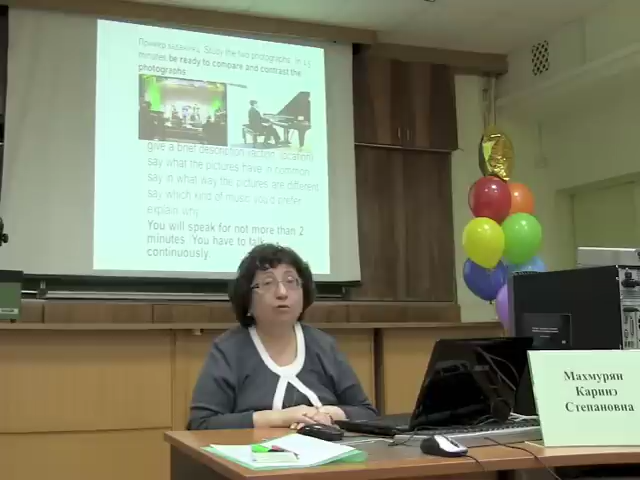 Пример задания: Study the two photographs. In 1.5
minutes be ready to compare and contrast the
photographs
give a brief description (action, location)
say what the pictures have in common
say in what way the pictures are different
say which kind of music you'd prefer
explain why
You will speak for not more than 2
minutes. You have to talk
continuously.
Махмурян
Каринэ
Степановна